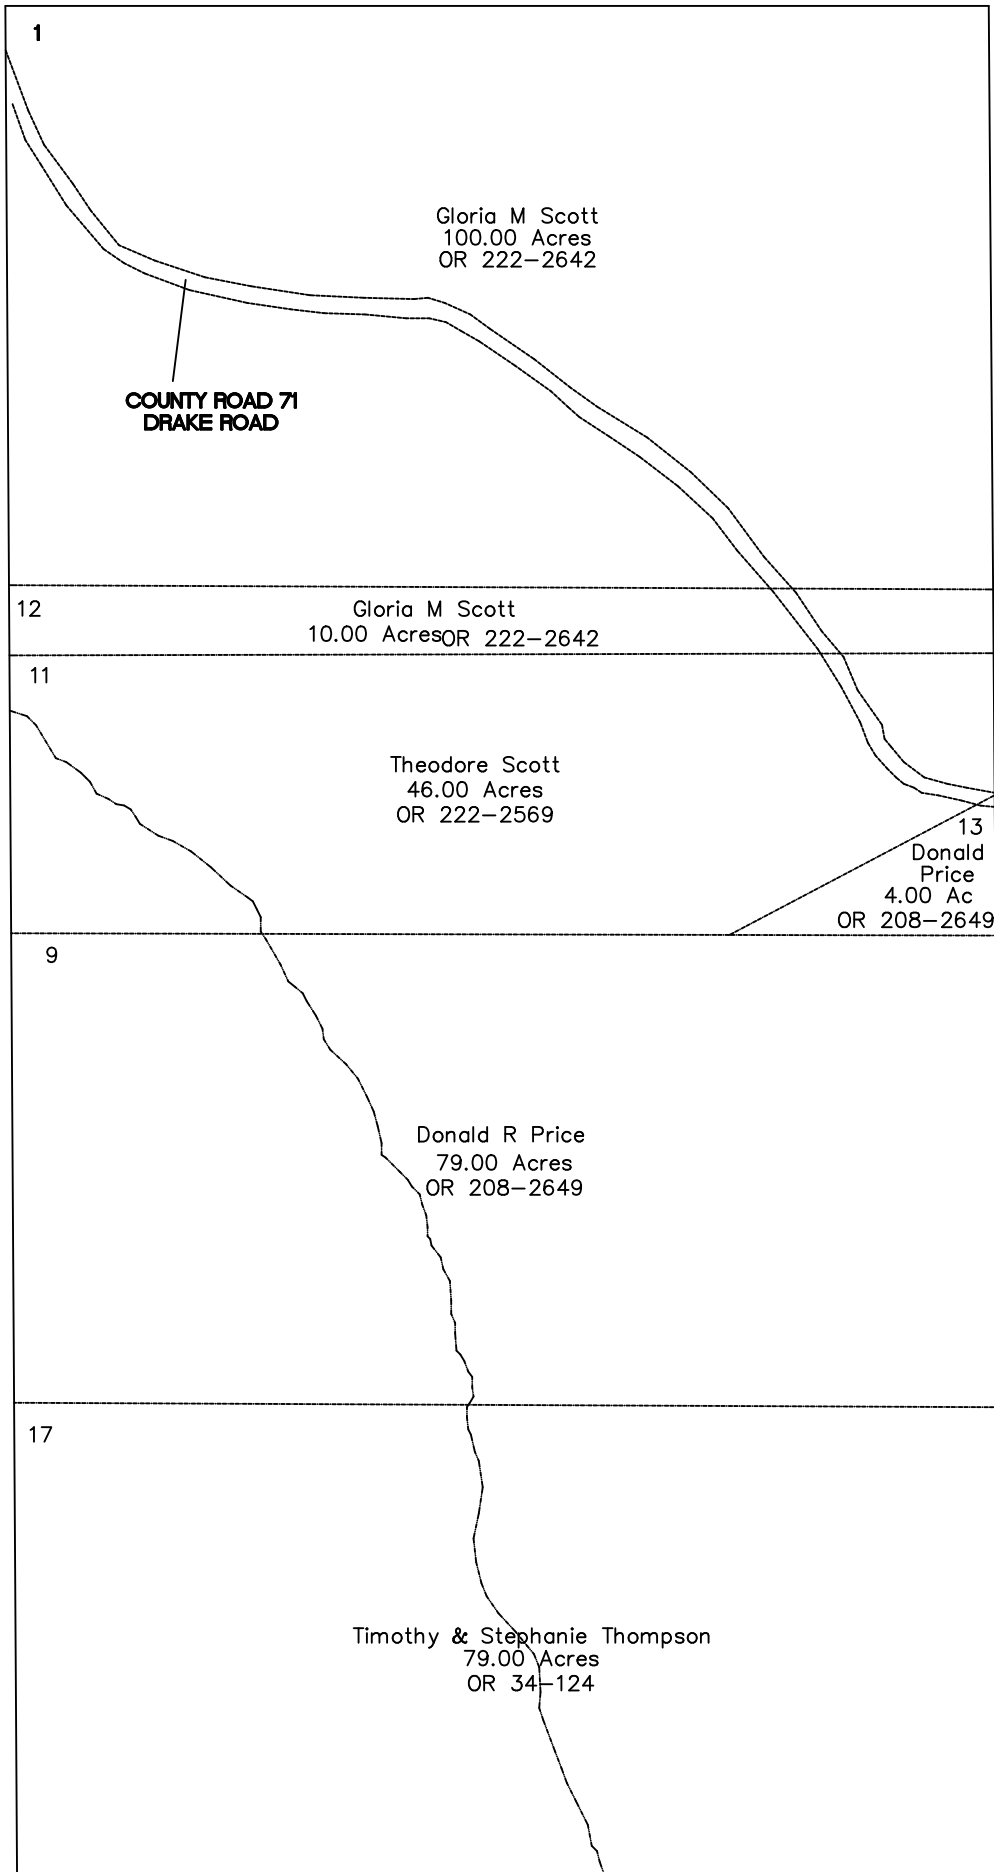 1
Gloria M Scott
100.00 Acres
OR 222-2642
COUNTY ROAD 71
DRAKE ROAD
12
Gloria M Scott
10.00 Acres OR 222-2642
11
Theodore Scott
46.00 Acres
OR 222-2569
13
Donald
Price
4.00 Ac
OR 208-2649
9
Donald R Price
79.00 Acres
OR 208-2649
17
Timothy & Stephanie Thompson
79.00 Acres
OR 34-124